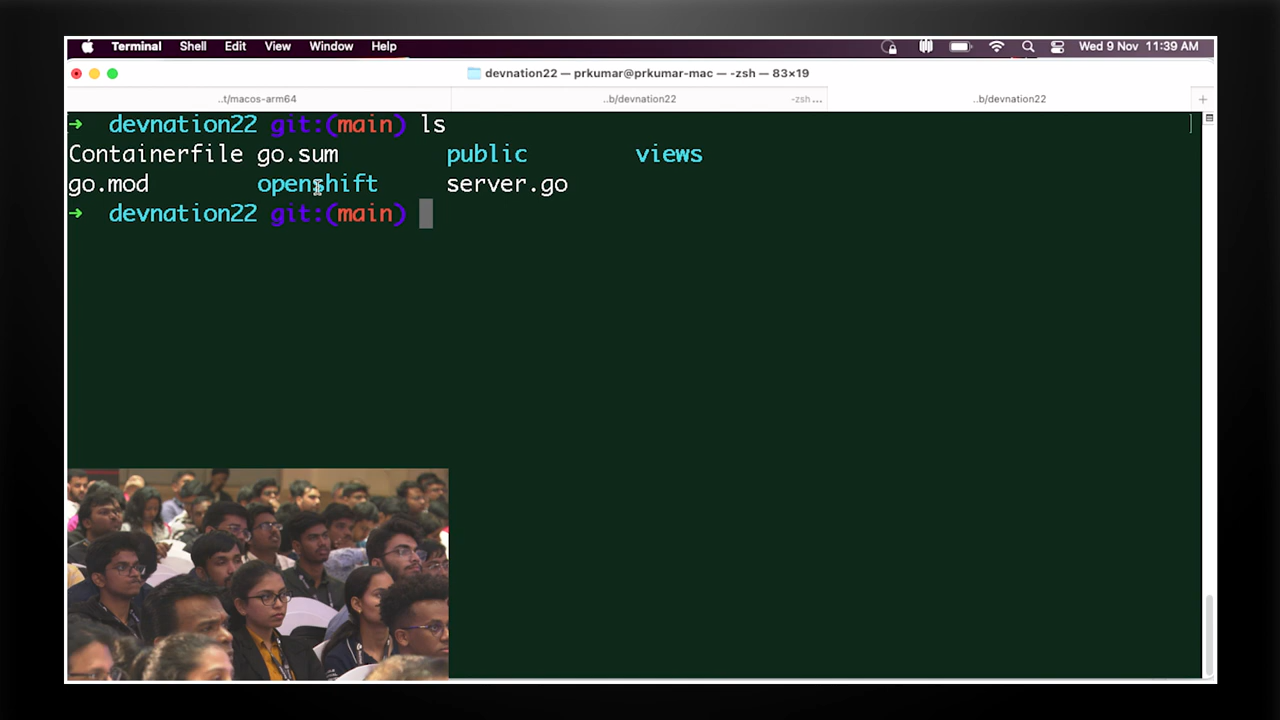 Terminal Shell Edit View Window Help Wed 9 Nov 11:39 AM
devnation22 — prkumar@prkumar-mac — -zsh — 83×19
..t/macos-arm64 ..b/devnation22 -zsh... ..b/devnation22 +
→ devnation22 git:(main) ls
Containerfile go.sum public views
go.mod openshift server.go
→ devnation22 git:(main)